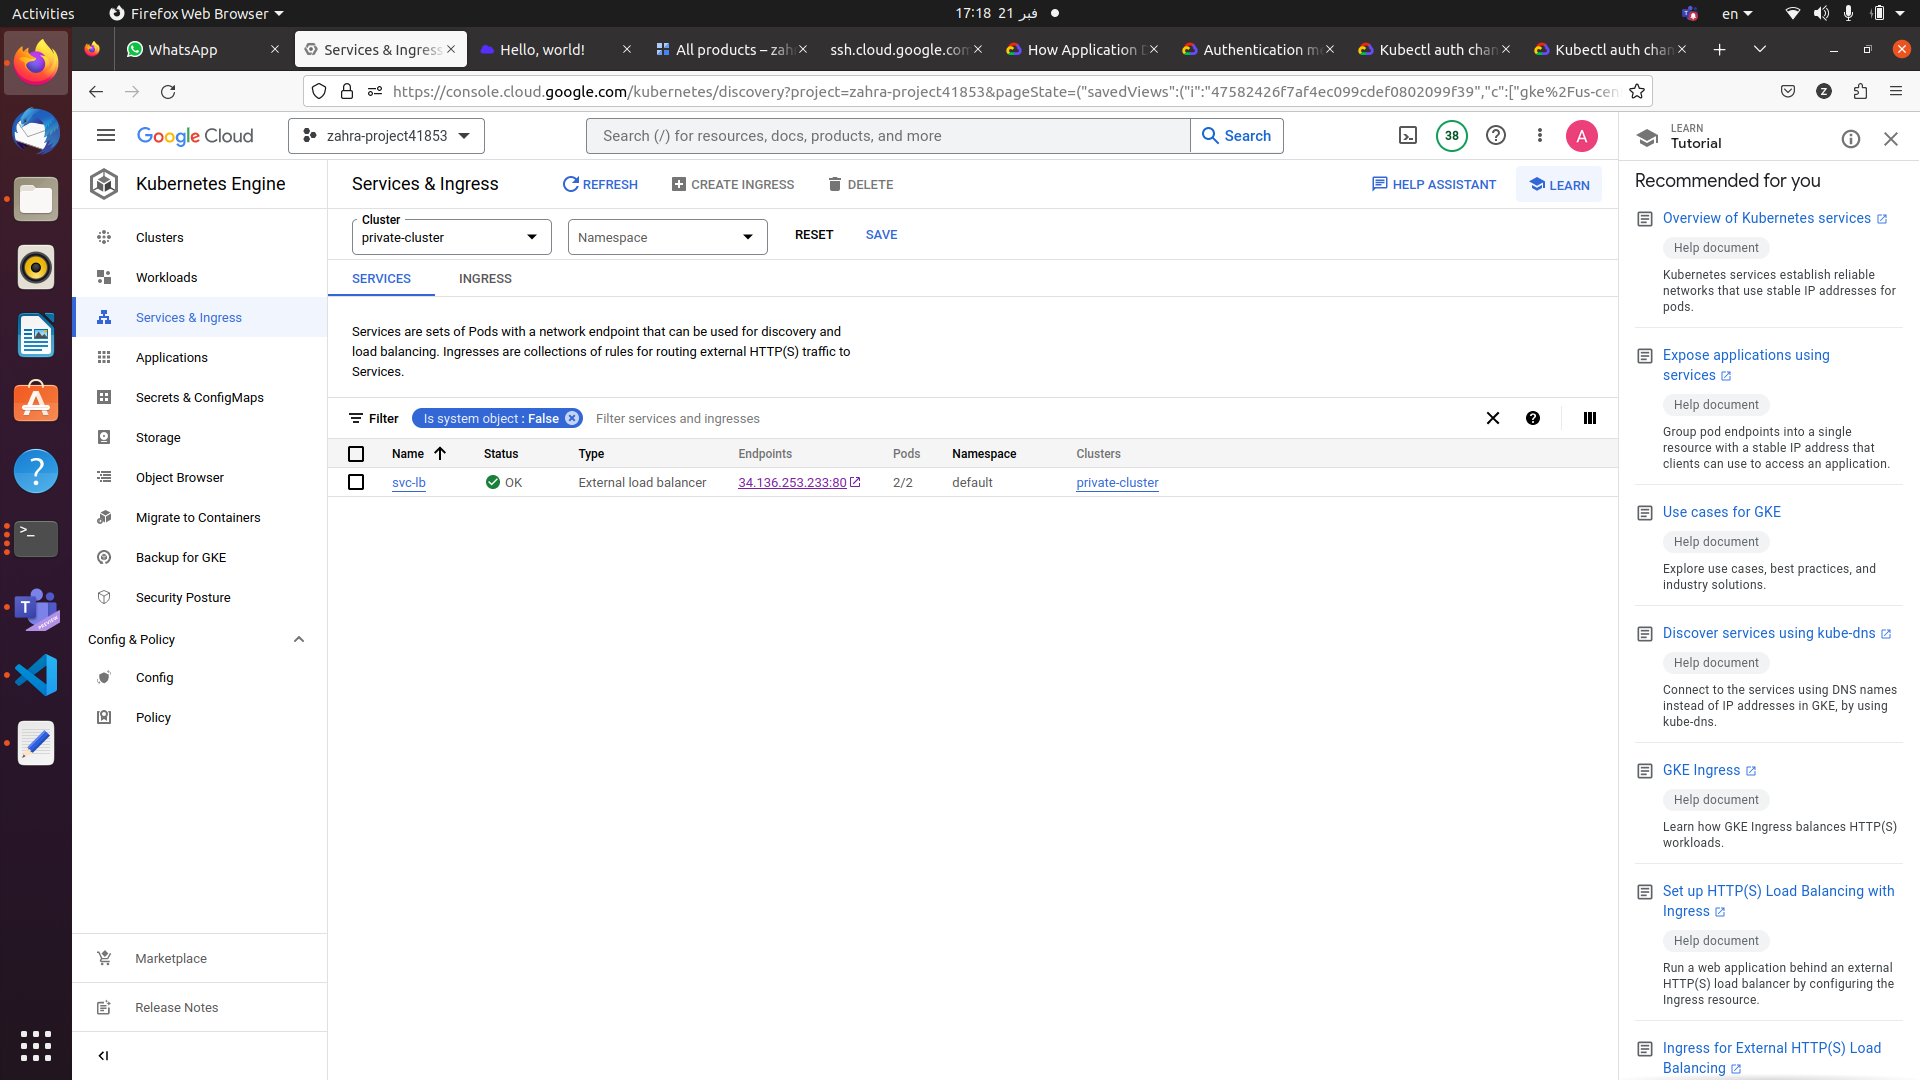 Activities
Firefox Web Browser
17:18 21 فبر
en
WhatsApp
Services & Ingress
Hello, world!
All products – zah
ssh.cloud.google.com
How Application D
Authentication me
Kubectl auth chan
Kubectl auth chan
https://console.cloud.google.com/kubernetes/discovery?project=zahra-project41853&pageState=("savedViews":("i":"47582426f7af4ec099cdef0802099f39","c":["gke%2Fus-cen
Google Cloud
zahra-project41853
Search (/) for resources, docs, products, and more
Search
38
A
LEARN
Tutorial
Kubernetes Engine
Clusters
Workloads
Services & Ingress
Applications
Secrets & ConfigMaps
Storage
Object Browser
Migrate to Containers
Backup for GKE
Security Posture
Config & Policy
Config
Policy
Marketplace
Release Notes
Services & Ingress
REFRESH
CREATE INGRESS
DELETE
HELP ASSISTANT
LEARN
Cluster
private-cluster
Namespace
RESET
SAVE
SERVICES
INGRESS
Services are sets of Pods with a network endpoint that can be used for discovery and
load balancing. Ingresses are collections of rules for routing external HTTP(S) traffic to
Services.
Filter
Is system object : False
Filter services and ingresses
Name Status Type Endpoints Pods Namespace Clusters
svc-lb OK External load balancer 34.136.253.233:80 2/2 default private-cluster
Recommended for you
Overview of Kubernetes services
Help document
Kubernetes services establish reliable
networks that use stable IP addresses for
pods.
Expose applications using
services
Help document
Group pod endpoints into a single
resource with a stable IP address that
clients can use to access an application.
Use cases for GKE
Help document
Explore use cases, best practices, and
industry solutions.
Discover services using kube-dns
Help document
Connect to the services using DNS names
instead of IP addresses in GKE, by using
kube-dns.
GKE Ingress
Help document
Learn how GKE Ingress balances HTTP(S)
workloads.
Set up HTTP(S) Load Balancing with
Ingress
Help document
Run a web application behind an external
HTTP(S) load balancer by configuring the
Ingress resource.
Ingress for External HTTP(S) Load
Balancing